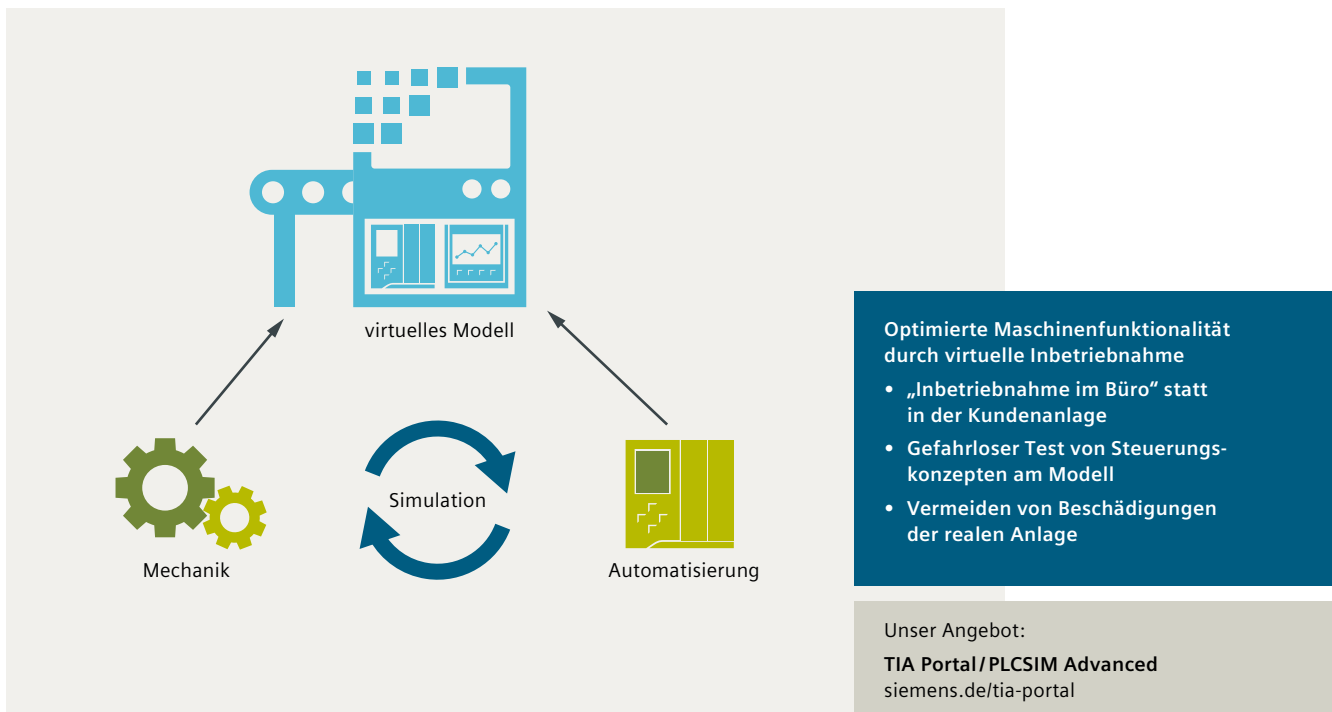 virtuelles Modell
Simulation
Mechanik
Automatisierung
Optimierte Maschinenfunktionalität
durch virtuelle Inbetriebnahme
• „Inbetriebnahme im Büro“ statt
in der Kundenanlage
• Gefahrloser Test von Steuerungs-
konzepten am Modell
• Vermeiden von Beschädigungen
der realen Anlage
Unser Angebot:
TIA Portal/PLCSIM Advanced
siemens.de/tia-portal